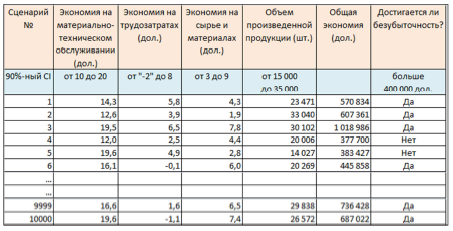 Сценарий № | Экономия на материально-техническом обслуживании (дол.) | Экономия на трудозатратах (дол.) | Экономия на сырье и материалах (дол.) | Объем произведенной продукции (шт.) | Общая экономия (дол.) | Достигается ли безубыточность?
90%-ный CI | от 10 до 20 | от "-2" до 8 | от 3 до 9 | от 15 000 до 35 000 | | больше 400 000 дол.
1 | 14,3 | 5,8 | 4,3 | 23 471 | 570 834 | Да
2 | 12,6 | 3,9 | 1,9 | 33 040 | 607 361 | Да
3 | 19,5 | 6,5 | 7,8 | 30 102 | 1 018 986 | Да
4 | 12,0 | 2,5 | 4,4 | 20 006 | 377 700 | Нет
5 | 19,6 | 4,9 | 2,8 | 14 027 | 383 427 | Нет
6 | 16,1 | -0,1 | 6,0 | 20 269 | 445 858 | Да
...
...
9999 | 16,6 | 1,6 | 6,5 | 29 838 | 736 428 | Да
10000 | 19,6 | -1,1 | 7,4 | 26 572 | 687 022 | Да